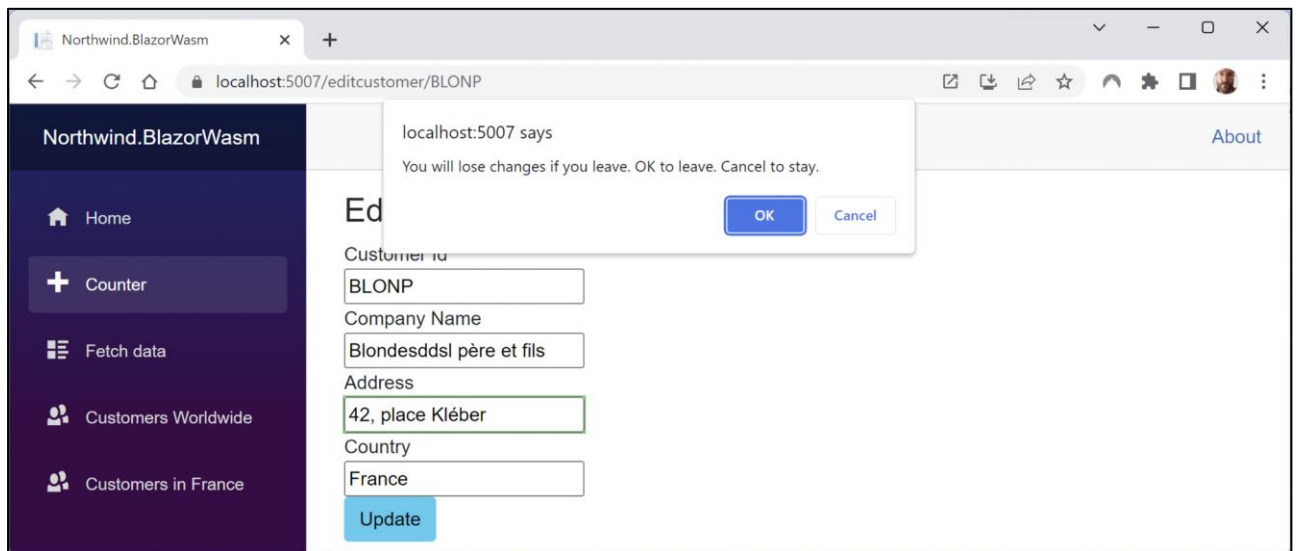 Northwind.BlazorWasm
localhost:5007/editcustomer/BLONP
Northwind.BlazorWasm
About
localhost:5007 says
You will lose changes if you leave. OK to leave. Cancel to stay.
OK
Cancel
Home
Counter
Fetch data
Customers Worldwide
Customers in France
Ed
Customer Id
BLONP
Company Name
Blondesddsl père et fils
Address
42, place Kléber
Country
France
Update